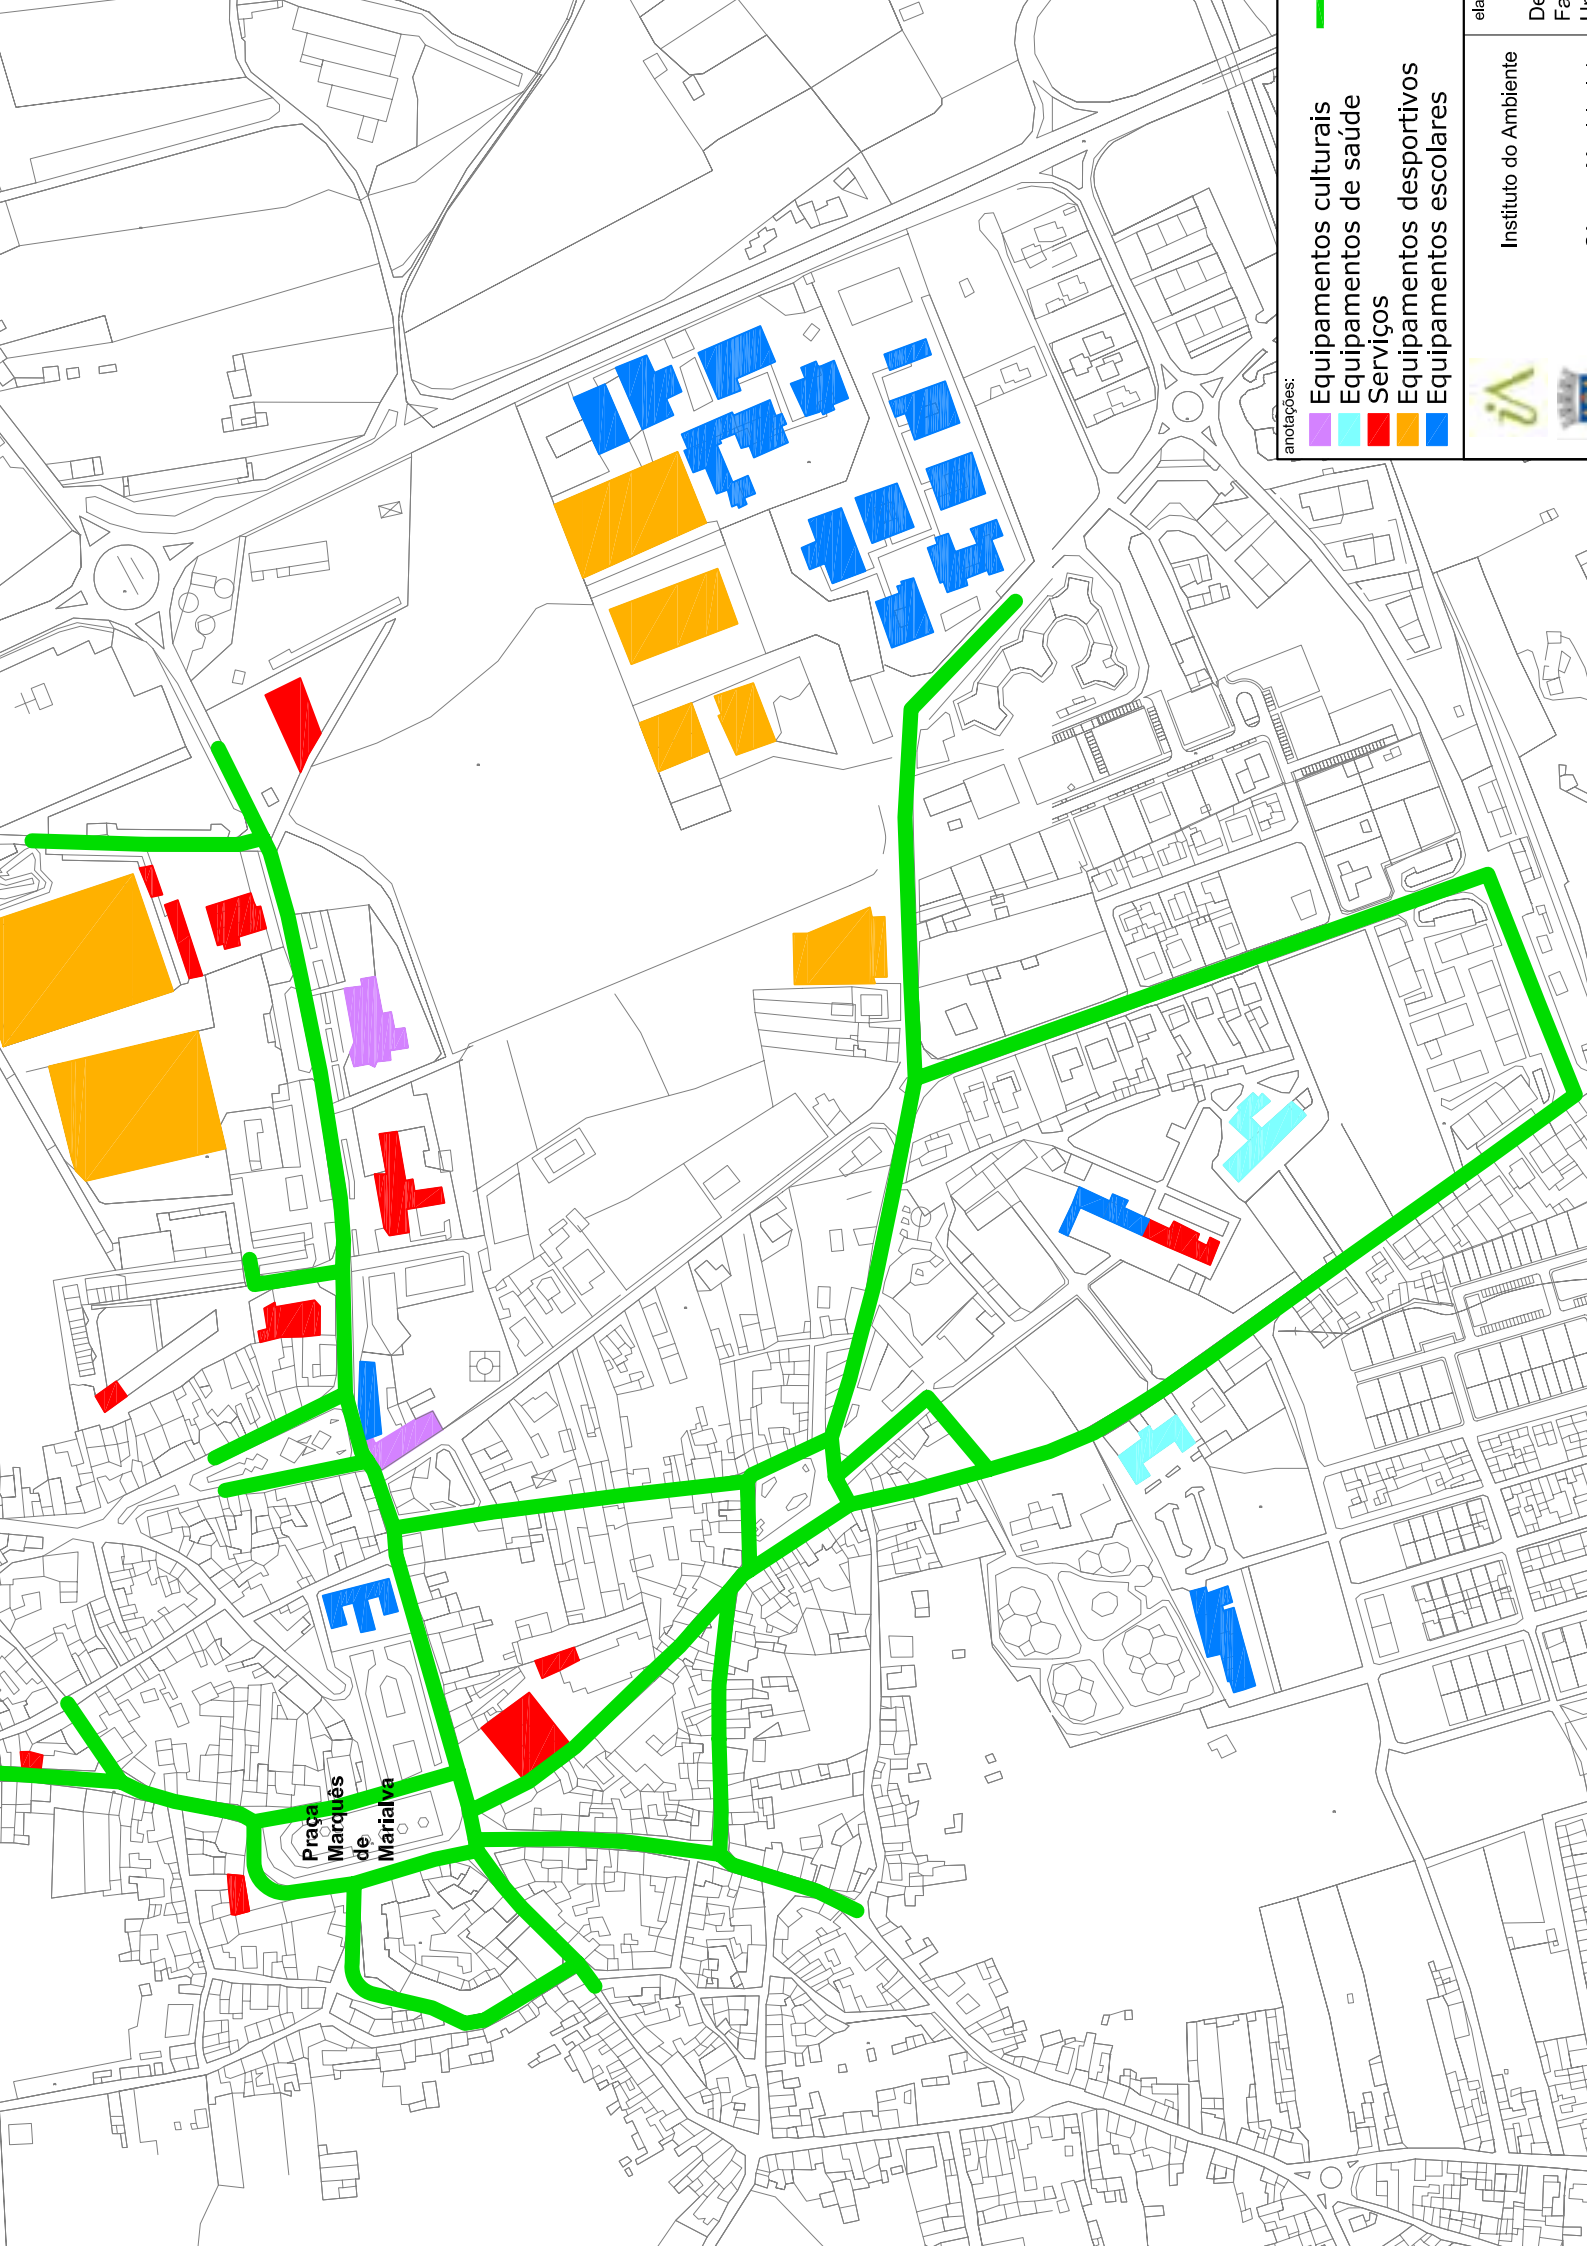 Praça
Marquês
de
Marialva
anotações:
Equipamentos culturais
Equipamentos de saúde
Serviços
Equipamentos desportivos
Equipamentos escolares
Instituto do Ambiente